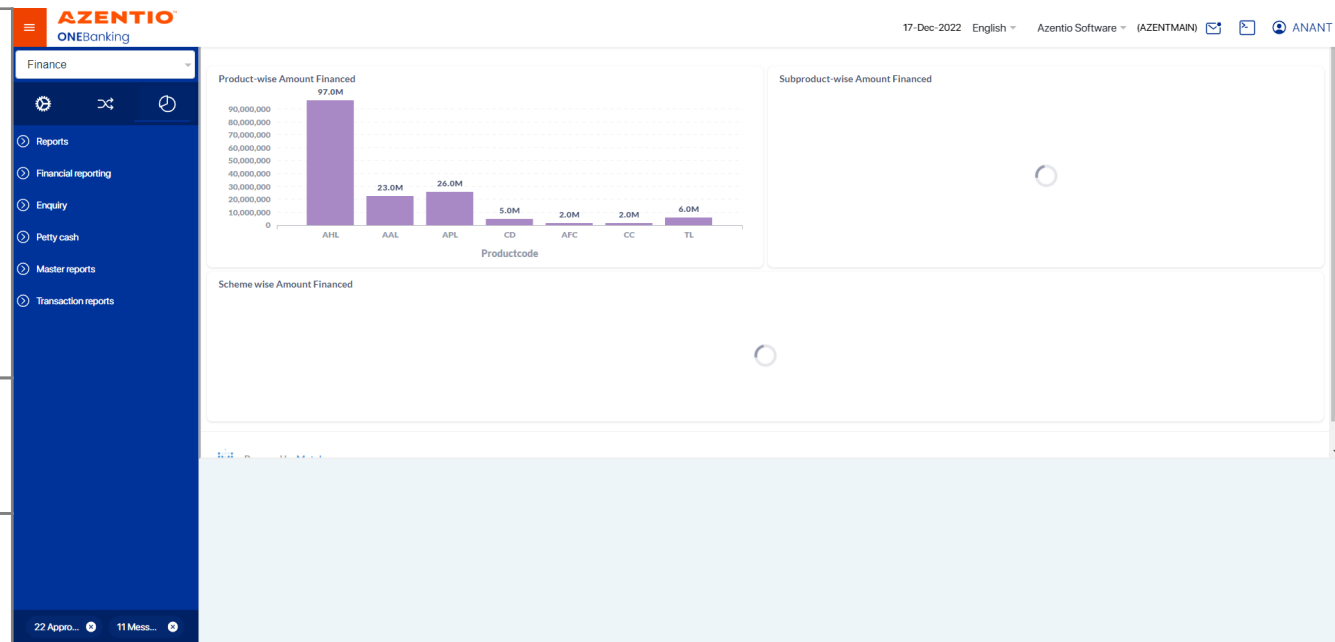 AZENTIO
ONEBanking
17-Dec-2022 English Azentio Software (AZENTMAIN) ANANT
Finance
Reports
Financial reporting
Enquiry
Petty cash
Master reports
Transaction reports
22 Appro... 11 Mess...
Product-wise Amount Financed
97.0M
90,000,000
80,000,000
70,000,000
60,000,000
50,000,000
40,000,000
30,000,000
20,000,000
10,000,000
0
23.0M
26.0M
5.0M
2.0M
2.0M
6.0M
AHL AAL APL CD AFC CC TL
Productcode
Subproduct-wise Amount Financed
Scheme wise Amount Financed